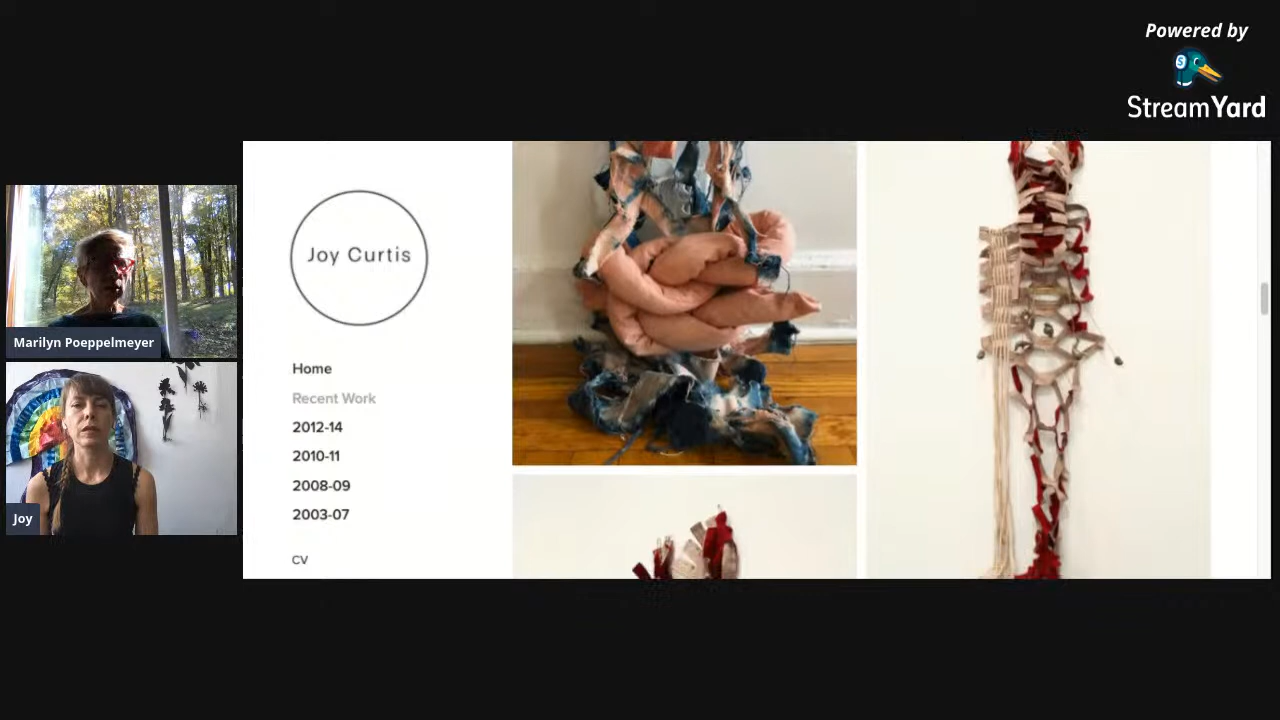 Powered by
StreamYard
Marilyn Poeppelmeyer
Joy
Joy Curtis
Home
Recent Work
2012-14
2010-11
2008-09
2003-07
CV